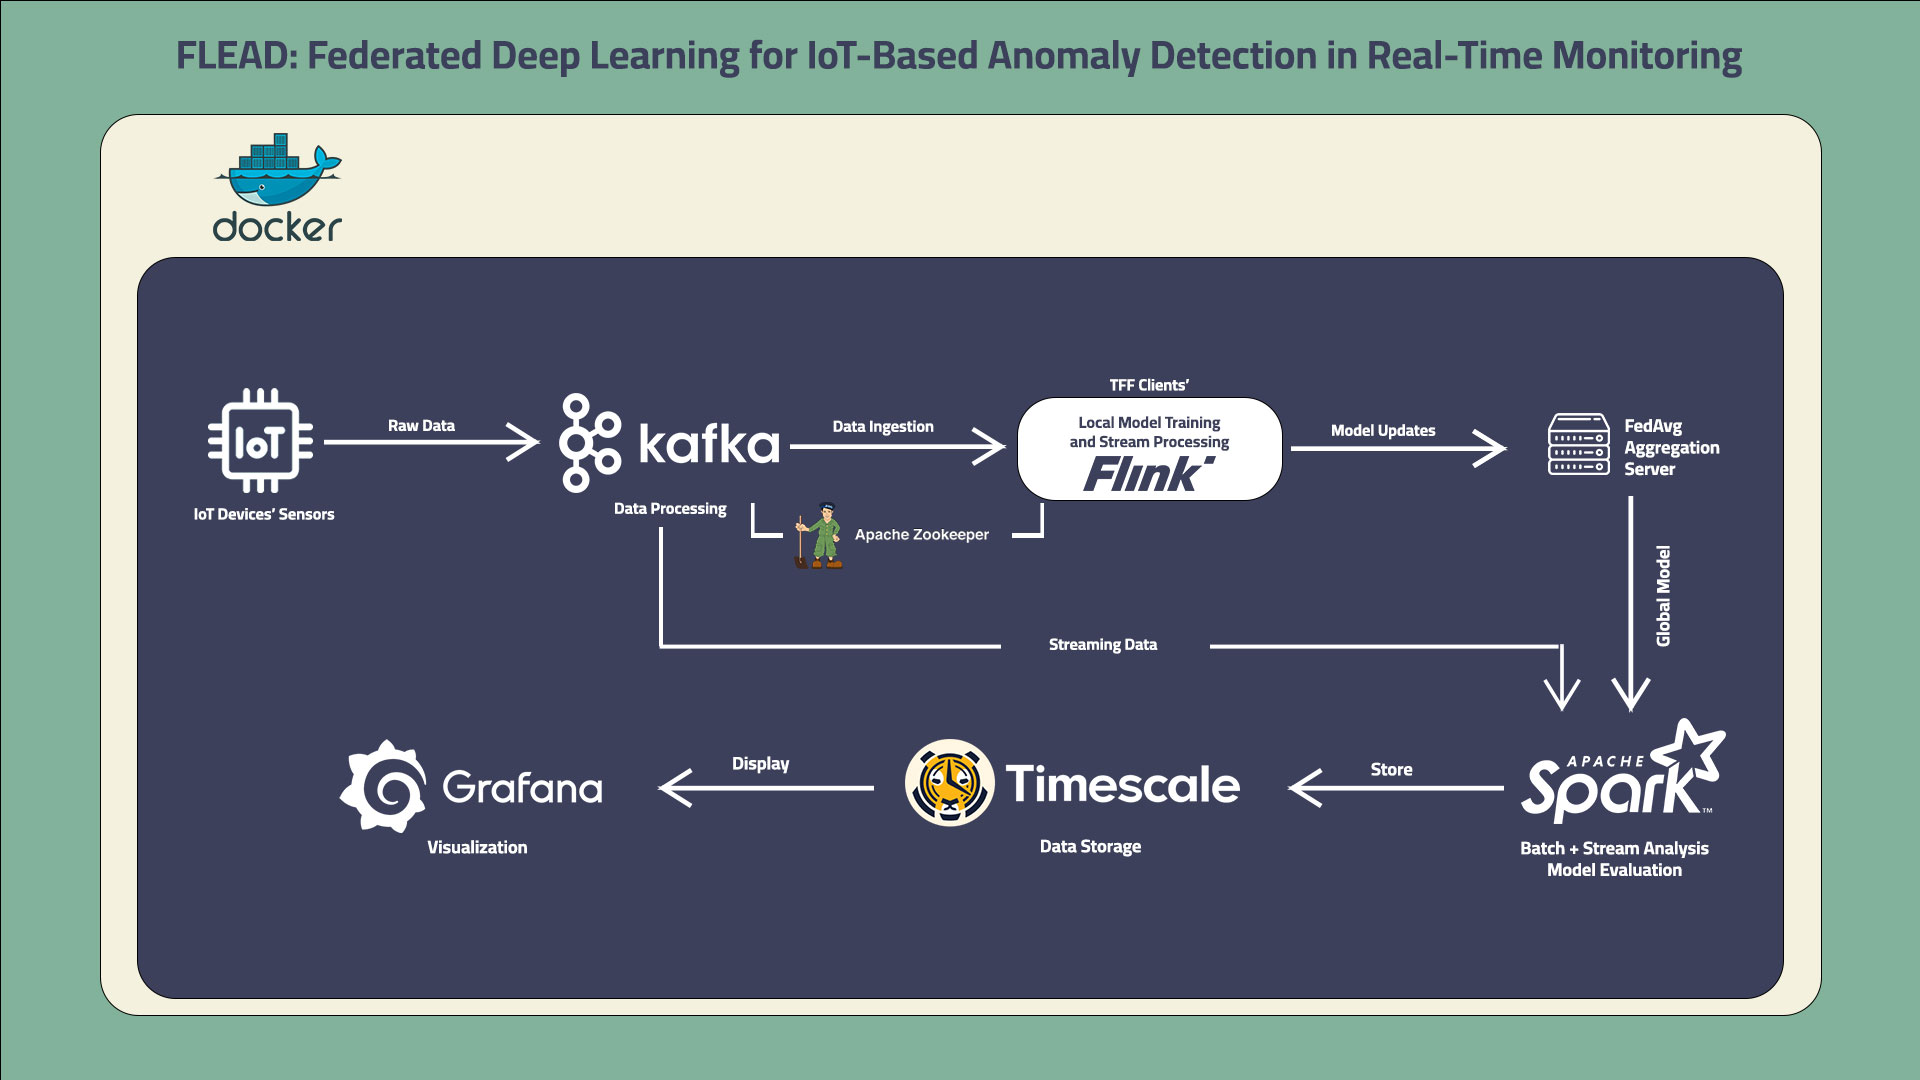 FLEAD: Federated Deep Learning for IoT-Based Anomaly Detection in Real-Time Monitoring
docker
IoT
IoT Devices' Sensors
Raw Data
kafka
Data Processing
Data Ingestion
Apache Zookeeper
TFF Clients'
Local Model Training
and Stream Processing
Flink
Model Updates
FedAvg
Aggregation
Server
Global Model
Streaming Data
APACHE
Spark™
Batch + Stream Analysis
Model Evaluation
Store
Timescale
Data Storage
Display
Grafana
Visualization